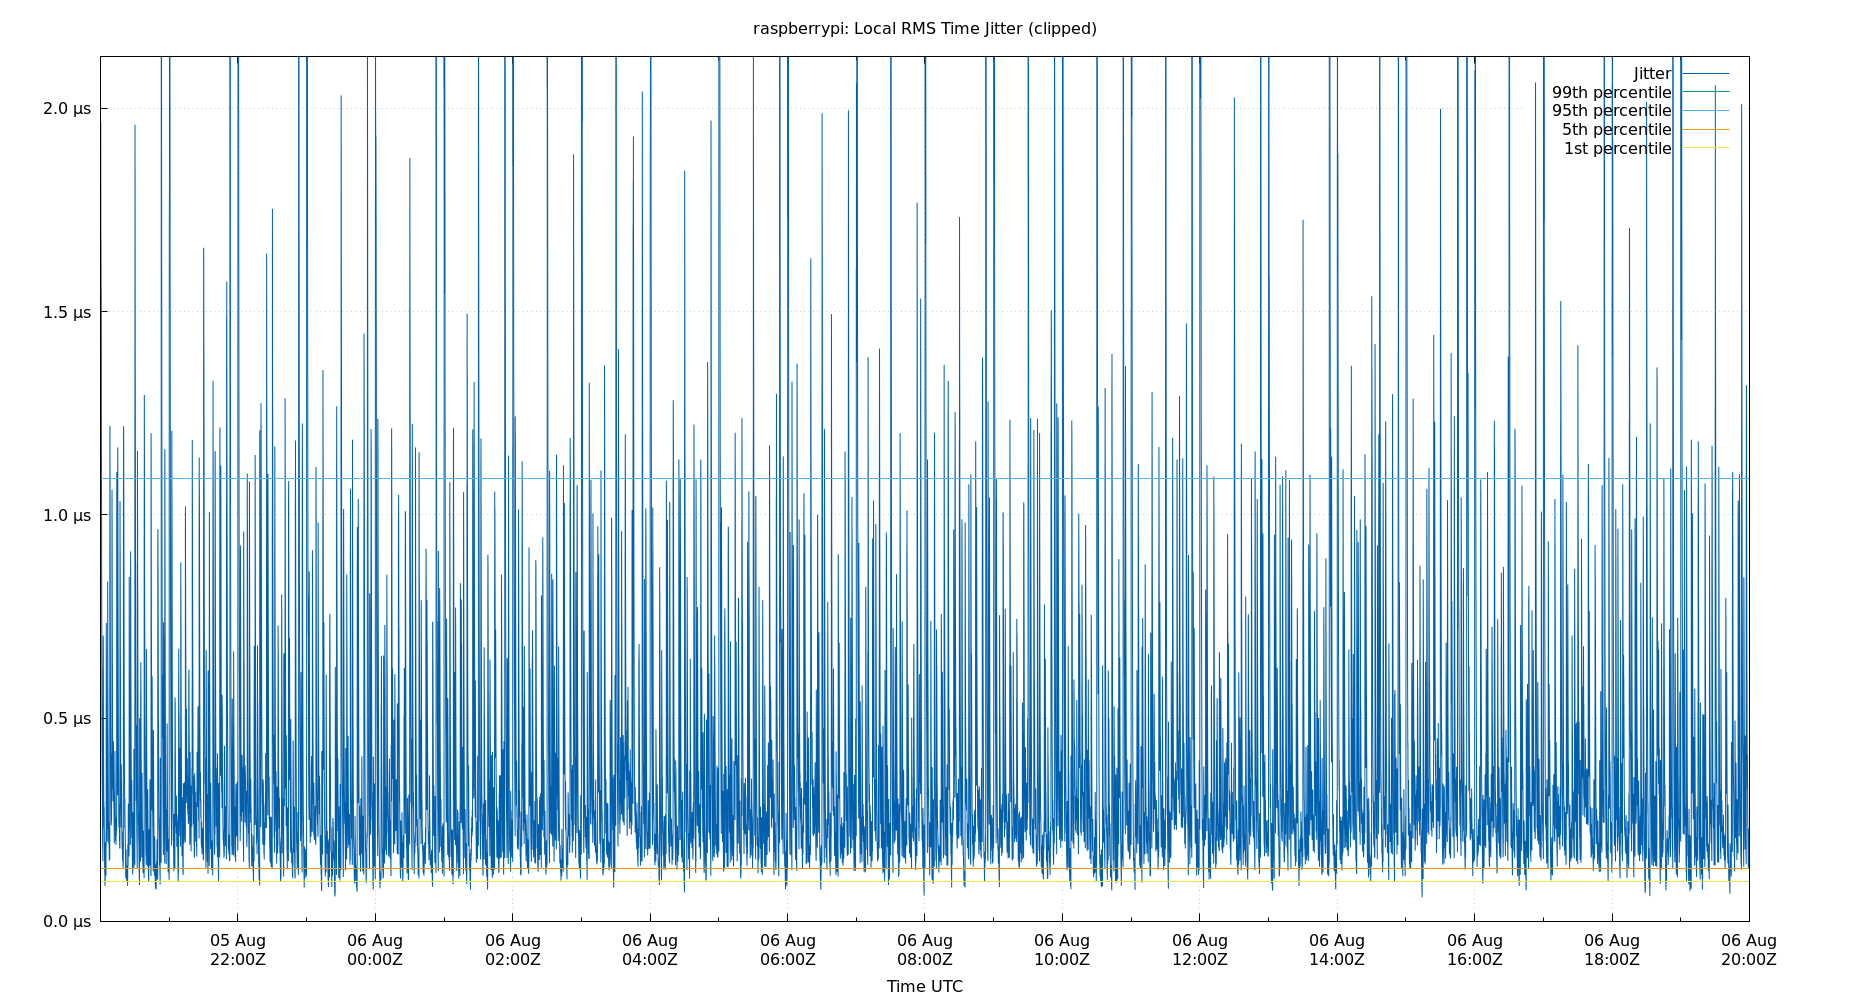 raspberrypi: Local RMS Time Jitter (clipped)
Jitter
99th percentile
95th percentile
5th percentile
1st percentile
2.0 µs
1.5 µs
1.0 µs
0.5 µs
0.0 µs
05 Aug 06 Aug 06 Aug 06 Aug 06 Aug 06 Aug 06 Aug 06 Aug 06 Aug 06 Aug 06 Aug 06 Aug
22:00Z 00:00Z 02:00Z 04:00Z 06:00Z 08:00Z 10:00Z 12:00Z 14:00Z 16:00Z 18:00Z 20:00Z
Time UTC